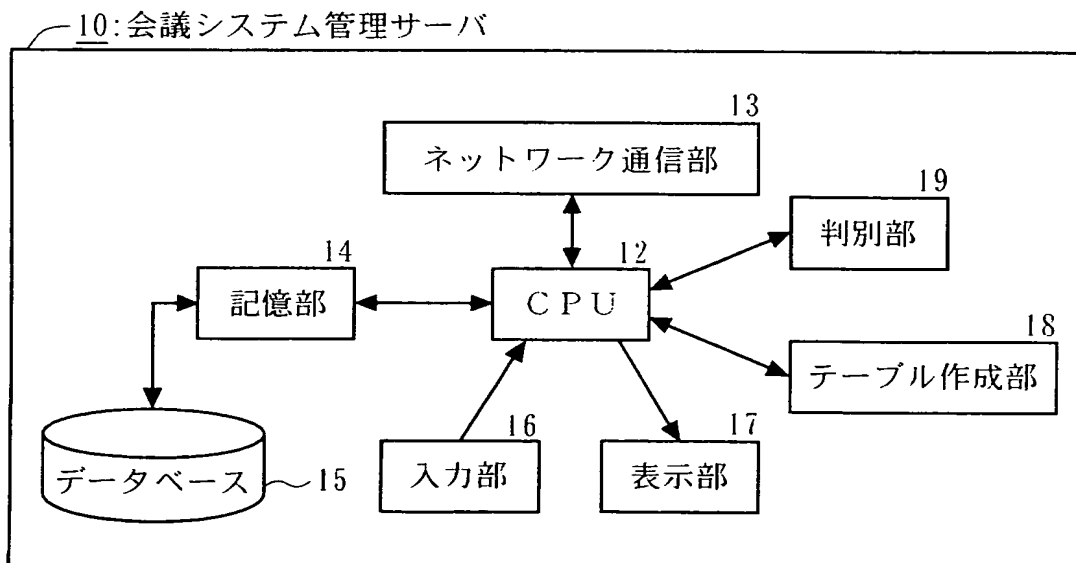 10:会議システム管理サーバ
13
ネットワーク通信部
19
判別部
14
記憶部
12
CPU
18
テーブル作成部
16
入力部
17
表示部
データベース
15